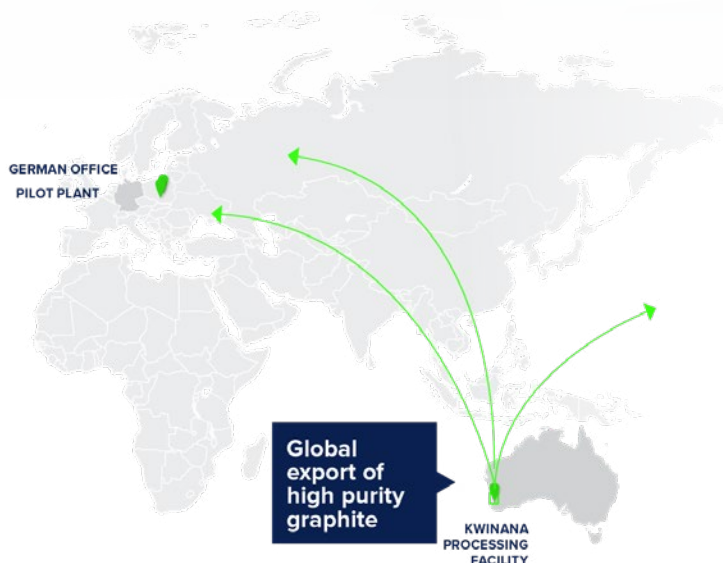 GERMAN OFFICE
PILOT PLANT
Global
export of
high purity
graphite
KWINANA
PROCESSING
FACILITY